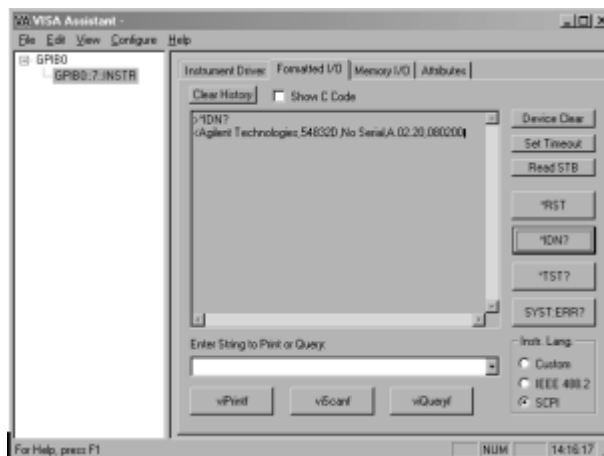 VISA Assistant -
File Edit View Configure Help
GPIB0
GPIB0::7::INSTR
Instrument Driver Formatted I/O Memory I/O Attributes
Clear History Show C Code
>*IDN?
<Agilent Technologies,54832D,No Serial,A.02.20,080200
Device Clear
Set Timeout
Read STB
*RST
*IDN?
*TST?
SYST:ERR?
Enter String to Print or Query:
viPrintf viScanf viQueryf
Instr. Lang.
Custom
IEEE 488.2
SCPI
For Help, press F1 NUM 14:16:17